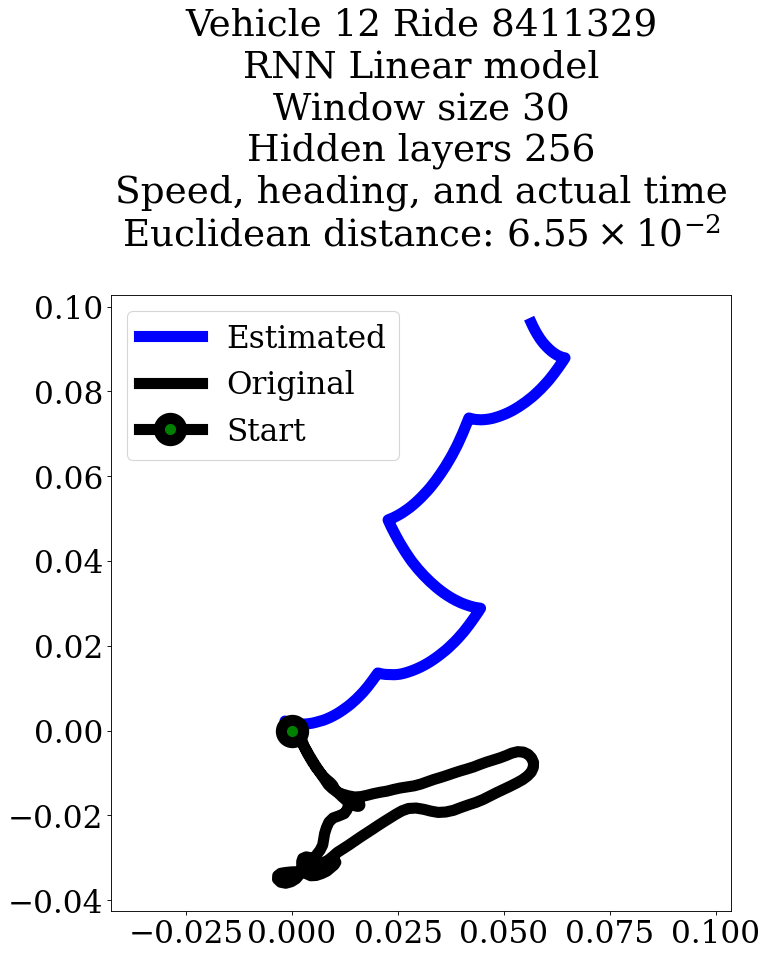 Vehicle 12 Ride 8411329
RNN Linear model
Window size 30
Hidden layers 256
Speed, heading, and actual time
Euclidean distance: 6.55 × 10⁻²
Estimated
Original
Start
0.10
0.08
0.06
0.04
0.02
0.00
−0.02
−0.04
−0.025 0.000 0.025 0.050 0.075 0.100